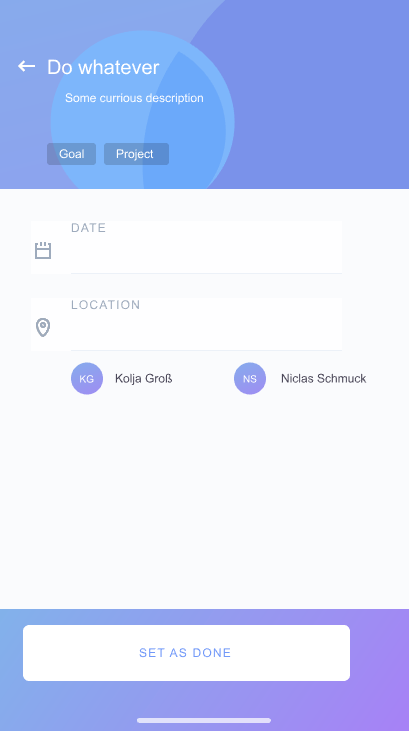 Do whatever
Some currious description
Goal Project
DATE
LOCATION
KG Kolja Groß NS Niclas Schmuck
SET AS DONE